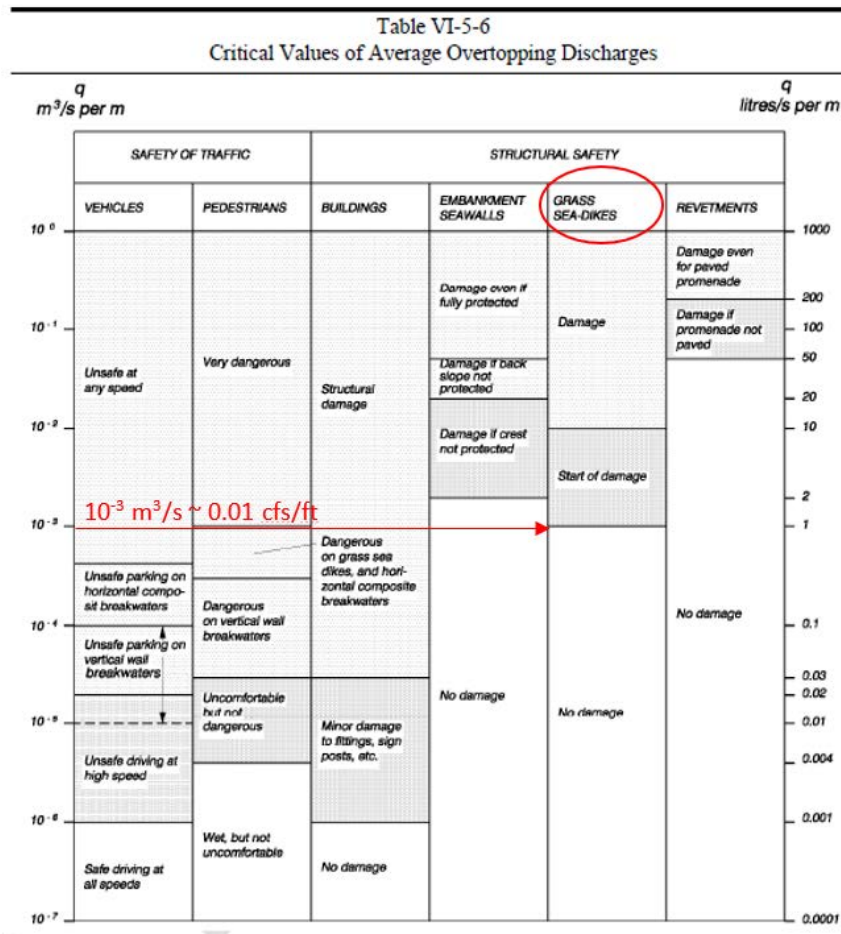 Table VI-5-6
Critical Values of Average Overtopping Discharges
q
m³/s per m
q
litres/s per m
SAFETY OF TRAFFIC
STRUCTURAL SAFETY
VEHICLES
PEDESTRIANS
BUILDINGS
EMBANKMENT
SEAWALLS
GRASS
SEA-DIKES
REVETMENTS
10⁰
10⁻¹
10⁻²
10⁻³
10⁻⁴
10⁻⁵
10⁻⁶
10⁻⁷
Unsafe at
any speed
Unsafe parking on
horizontal compo-
sit breakwaters
Unsafe parking on
vertical wall
breakwaters
Unsafe driving at
high speed
Safe driving at
all speeds
Very dangerous
Dangerous
on grass sea
dikes, and hori-
zontal composite
breakwaters
Dangerous
on vertical wall
breakwaters
Uncomfortable
but not
dangerous
Wet, but not
uncomfortable
Structural
damage
Minor damage
to fittings, sign
posts, etc.
No damage
Damage even if
fully protected
Damage if back
slope not
protected
Damage if crest
not protected
No damage
Damage
Start of damage
No damage
Damage even
for paved
promenade
Damage if
promenade not
paved
No damage
1000
200
100
50
20
10
2
1
0.1
0.03
0.02
0.01
0.004
0.001
0.0001
10⁻³ m³/s ~ 0.01 cfs/ft